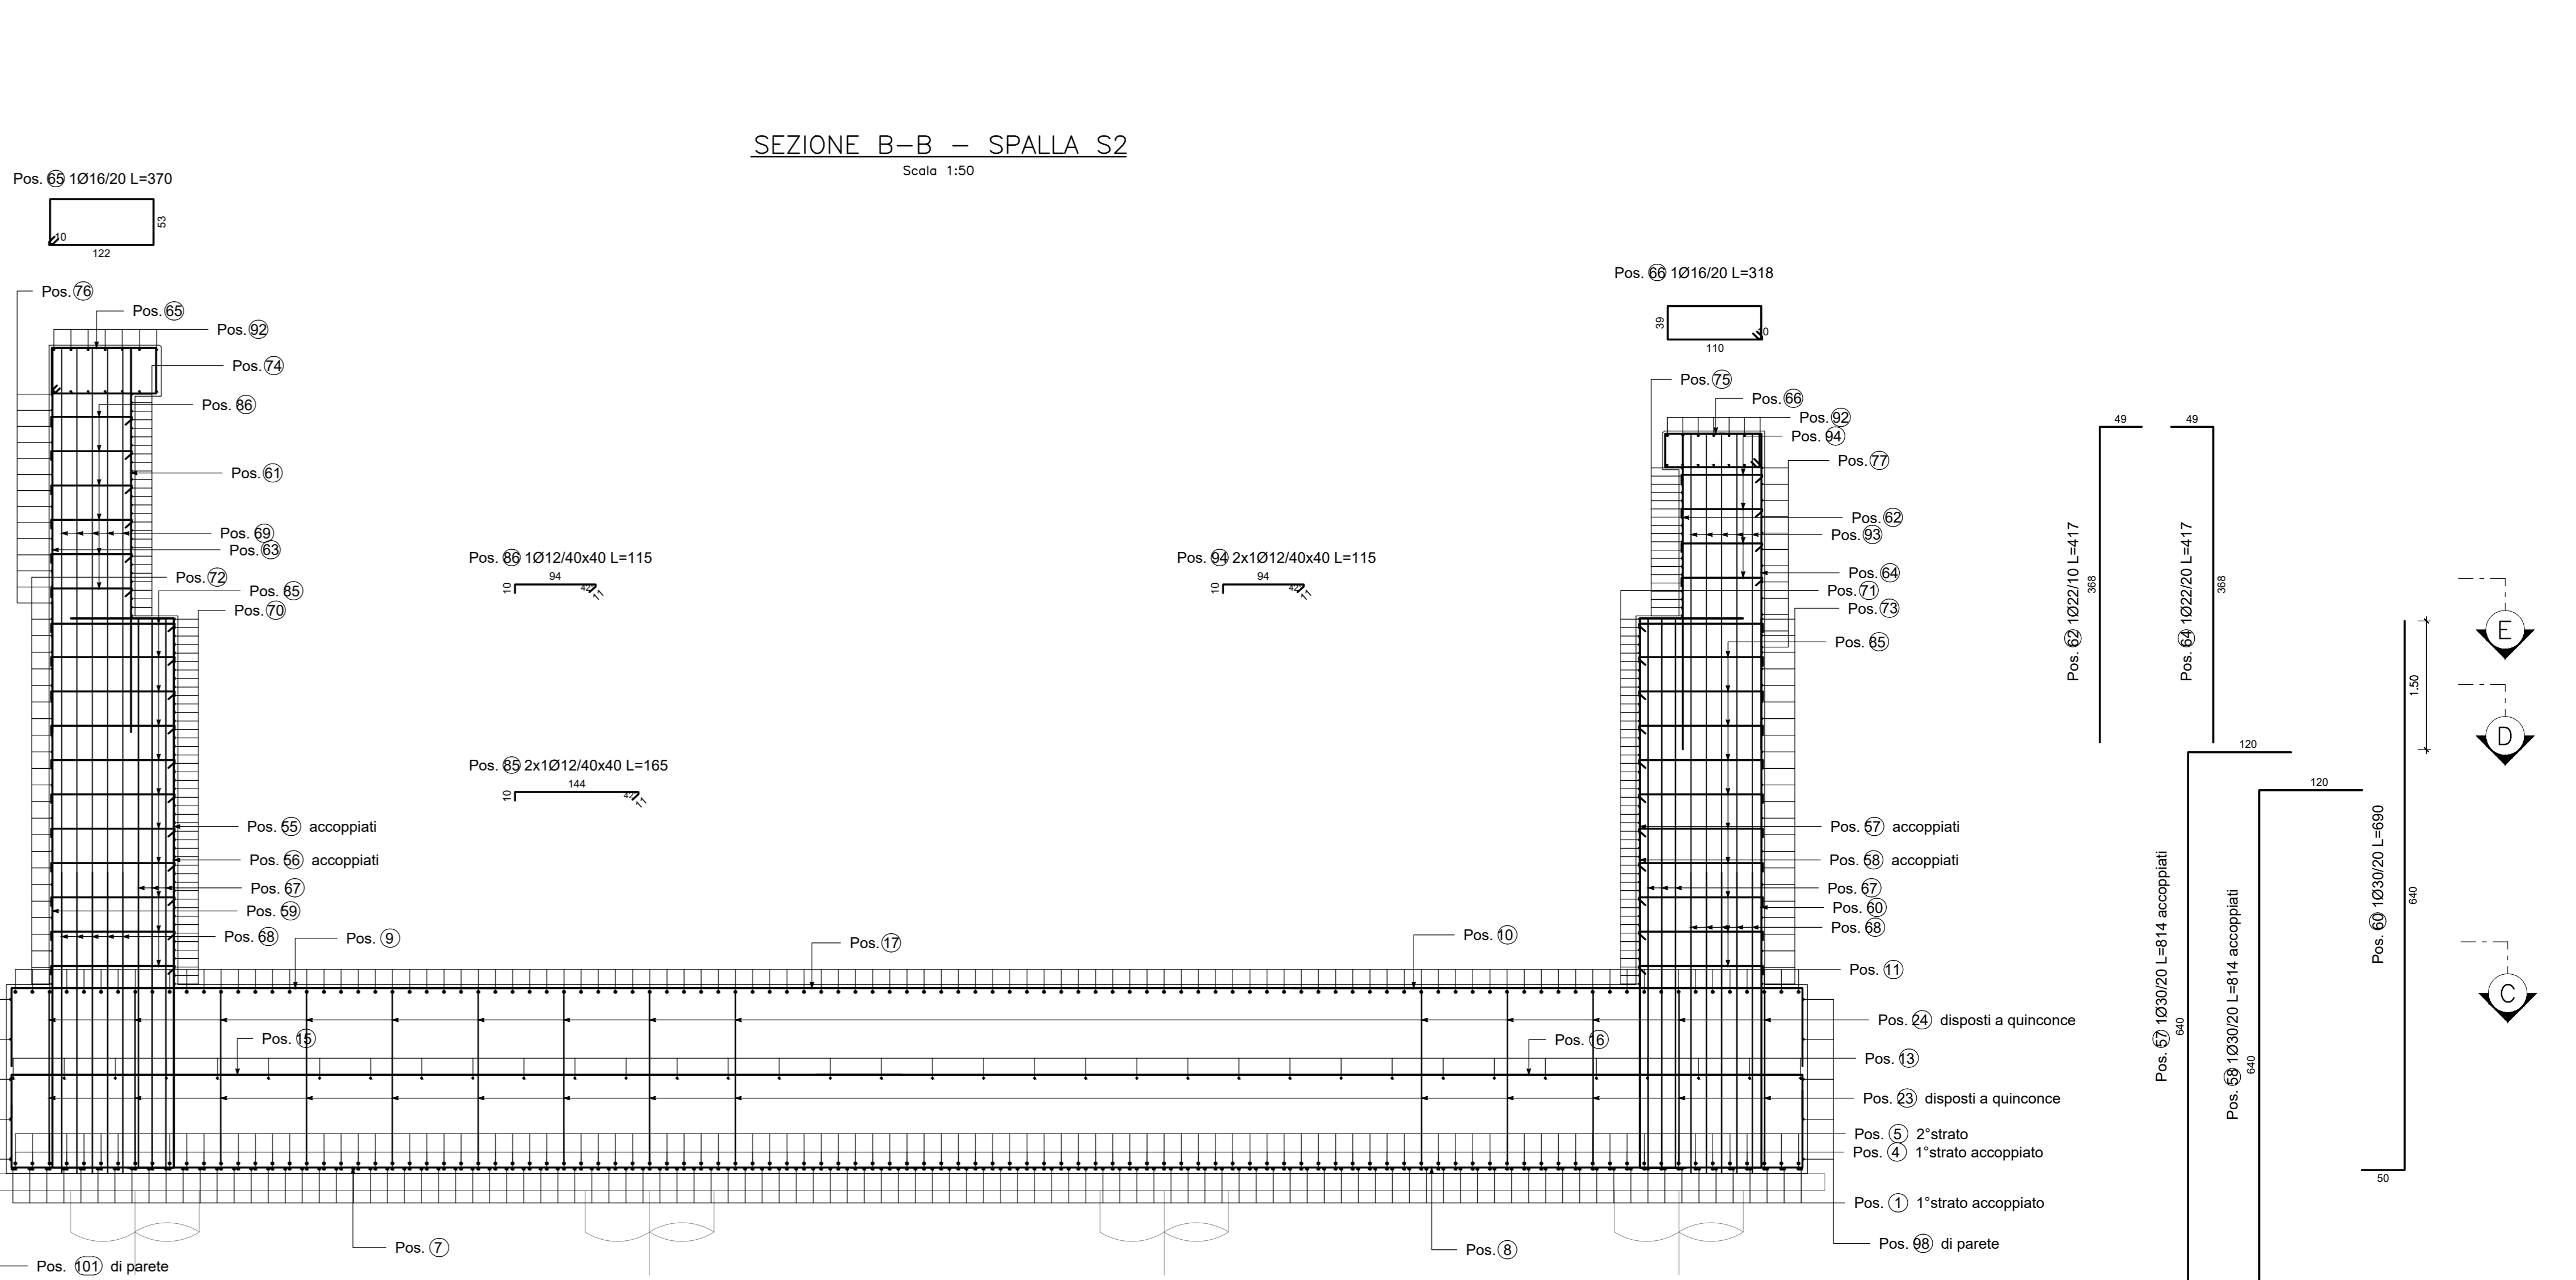 SEZIONE B-B - SPALLA S2
Scala 1:50
Pos. 65 1Ø16/20 L=370
53
10
122
Pos. 76
Pos. 65
Pos. 92
Pos. 74
Pos. 86
Pos. 61
Pos. 69
Pos. 63
Pos. 72
Pos. 85
Pos. 70
Pos. 55 accoppiati
Pos. 56 accoppiati
Pos. 67
Pos. 59
Pos. 68
Pos. 9
Pos. 17
Pos. 10
Pos. 15
Pos. 16
Pos. 7
Pos. 8
Pos. 101 di parete
Pos. 86 1Ø12/40x40 L=115
94
10
42
11
Pos. 94 2x1Ø12/40x40 L=115
94
10
42
11
Pos. 85 2x1Ø12/40x40 L=165
144
10
42
11
Pos. 66 1Ø16/20 L=318
39
10
110
Pos. 75
Pos. 66
Pos. 92
Pos. 94
Pos. 77
Pos. 62
Pos. 93
Pos. 64
Pos. 71
Pos. 73
Pos. 85
Pos. 57 accoppiati
Pos. 58 accoppiati
Pos. 67
Pos. 60
Pos. 68
Pos. 11
Pos. 24 disposti a quinconce
Pos. 13
Pos. 23 disposti a quinconce
Pos. 5 2°strato
Pos. 4 1°strato accoppiato
Pos. 1 1°strato accoppiato
Pos. 98 di parete
49
49
Pos. 62 1Ø22/10 L=417
368
Pos. 64 1Ø22/20 L=417
368
120
Pos. 57 1Ø30/20 L=814 accoppiati
640
120
Pos. 58 1Ø30/20 L=814 accoppiati
640
Pos. 60 1Ø30/20 L=690
640
1.50
50
E
D
C